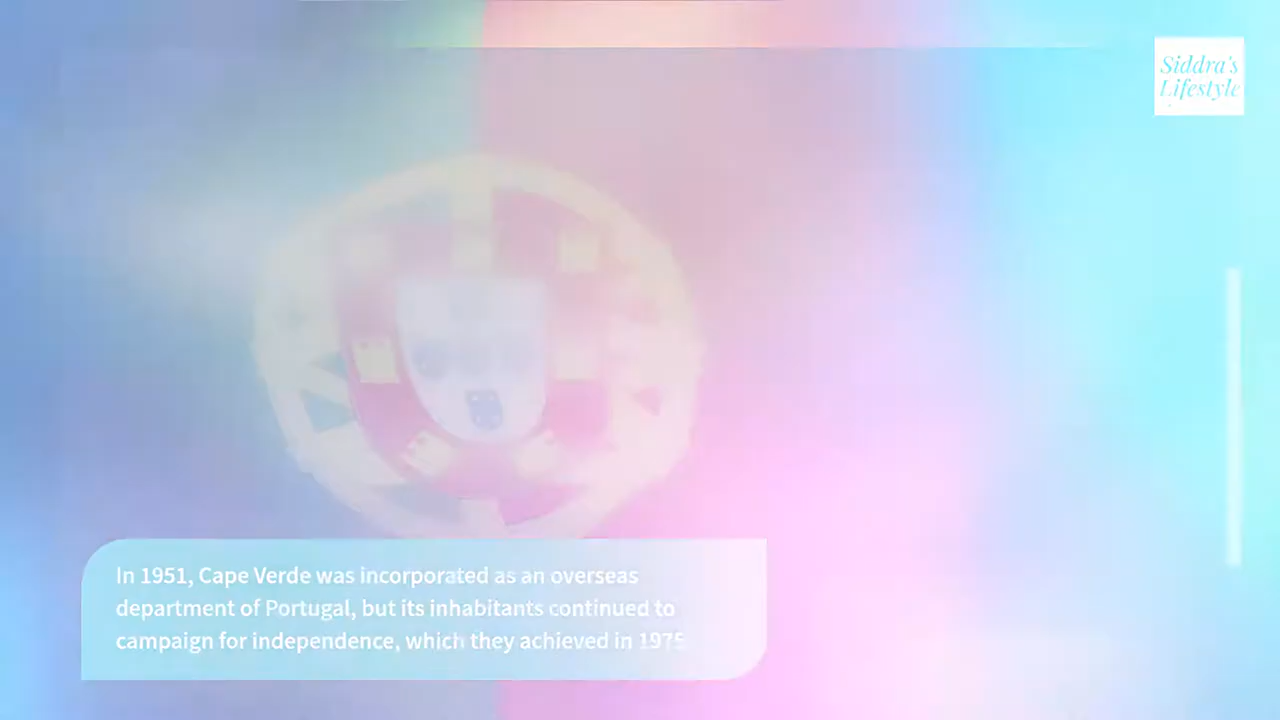 Siddra's
Lifestyle
In 1951, Cape Verde was incorporated as an overseas
department of Portugal, but its inhabitants continued to
campaign for independence, which they achieved in 1975